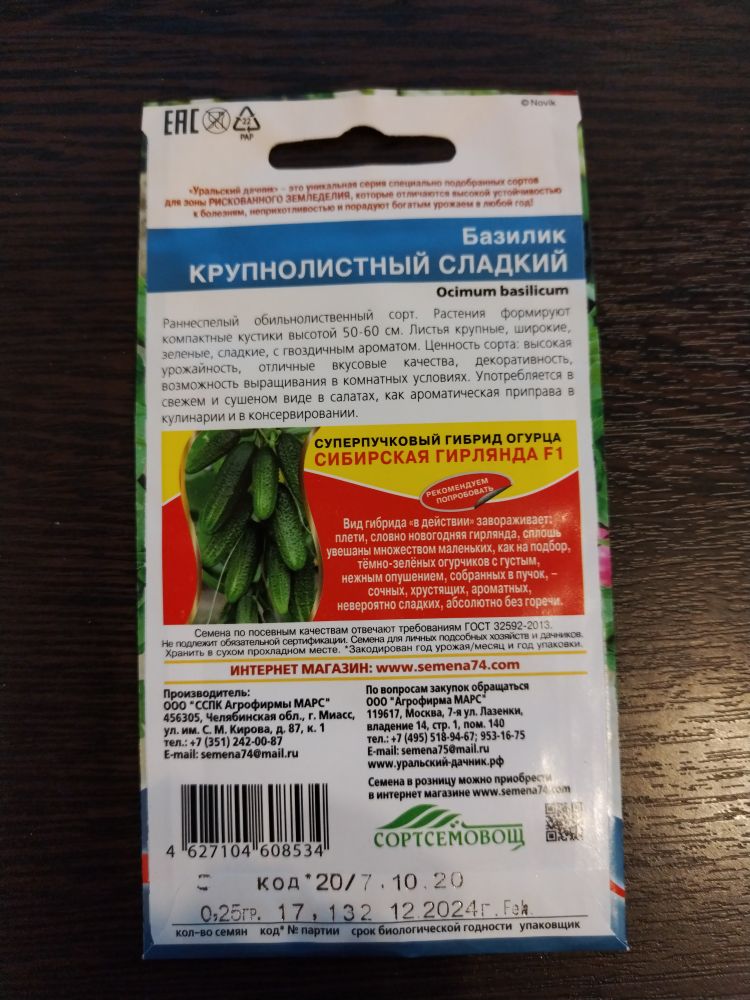 © Novik
EAC
22
PAP
«Уральский дачник» – это уникальная серия специально подобранных сортов
для зоны РИСКОВАННОГО ЗЕМЛЕДЕЛИЯ, которые отличаются высокой устойчивостью
к болезням, неприхотливостью и порадуют богатым урожаем в любой год!
Базилик
КРУПНОЛИСТНЫЙ СЛАДКИЙ
Ocimum basilicum
Раннеспелый обильнолиственный сорт. Растения формируют
компактные кустики высотой 50-60 см. Листья крупные, широкие,
зеленые, сладкие, с гвоздичным ароматом. Ценность сорта: высокая
урожайность, отличные вкусовые качества, декоративность,
возможность выращивания в комнатных условиях. Употребляется в
свежем и сушеном виде в салатах, как ароматическая приправа в
кулинарии и в консервировании.
СУПЕРПУЧКОВЫЙ ГИБРИД ОГУРЦА
СИБИРСКАЯ ГИРЛЯНДА F1
РЕКОМЕНДУЕМ
ПОПРОБОВАТЬ
Вид гибрида «в действии» завораживает:
плети, словно новогодняя гирлянда, сплошь
увешаны множеством маленьких, как на подбор,
тёмно-зелёных огурчиков с густым,
нежным опушением, собранных в пучок, –
сочных, хрустящих, ароматных,
невероятно сладких, абсолютно без горечи.
Семена по посевным качествам отвечают требованиям ГОСТ 32592-2013.
Не подлежит обязательной сертификации. Семена для личных подсобных хозяйств и дачников.
Хранить в сухом прохладном месте. *Закодирован год урожая/месяц и год упаковки.
ИНТЕРНЕТ МАГАЗИН: www.semena74.com
Производитель:
ООО "ССПК Агрофирмы МАРС"
456305, Челябинская обл., г. Миасс,
ул. им. С. М. Кирова, д. 87, к. 1
тел.: +7 (351) 242-00-87
E-mail: semena74@mail.ru
По вопросам закупок обращаться
ООО "Агрофирма МАРС"
119617, Москва, 7-я ул. Лазенки,
владение 14, стр. 1, пом. 140
тел.: +7 (495) 518-94-67; 953-16-75
E-mail: semena75@mail.ru
www.уральский-дачник.рф
Семена в розницу можно приобрести
в интернет магазине www.semena74.com
4 627104 608534
СОРТСЕМОВОЩ
код*20/7.10.20
0,25гр. 17,132 12.2024г.
кол-во семян код* № партии срок биологической годности упаковщик